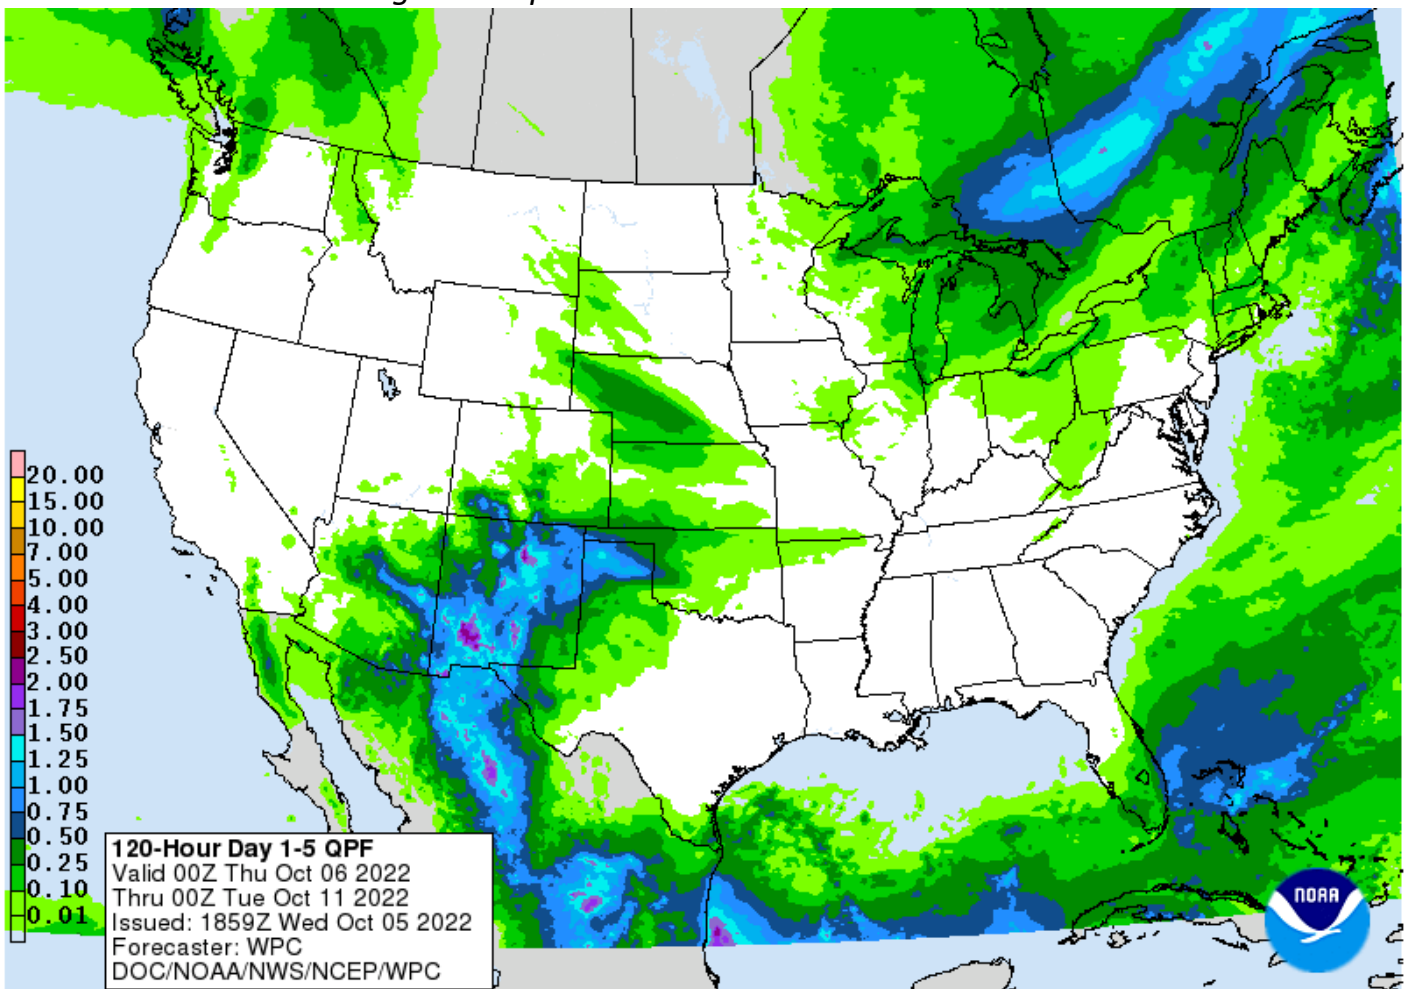 20.00
15.00
10.00
7.00
5.00
4.00
3.00
2.50
2.00
1.75
1.50
1.25
1.00
0.75
0.50
0.25
0.10
0.01
120-Hour Day 1-5 QPF
Valid 00Z Thu Oct 06 2022
Thru 00Z Tue Oct 11 2022
Issued: 1859Z Wed Oct 05 2022
Forecaster: WPC
DOC/NOAA/NWS/NCEP/WPC
NOAA